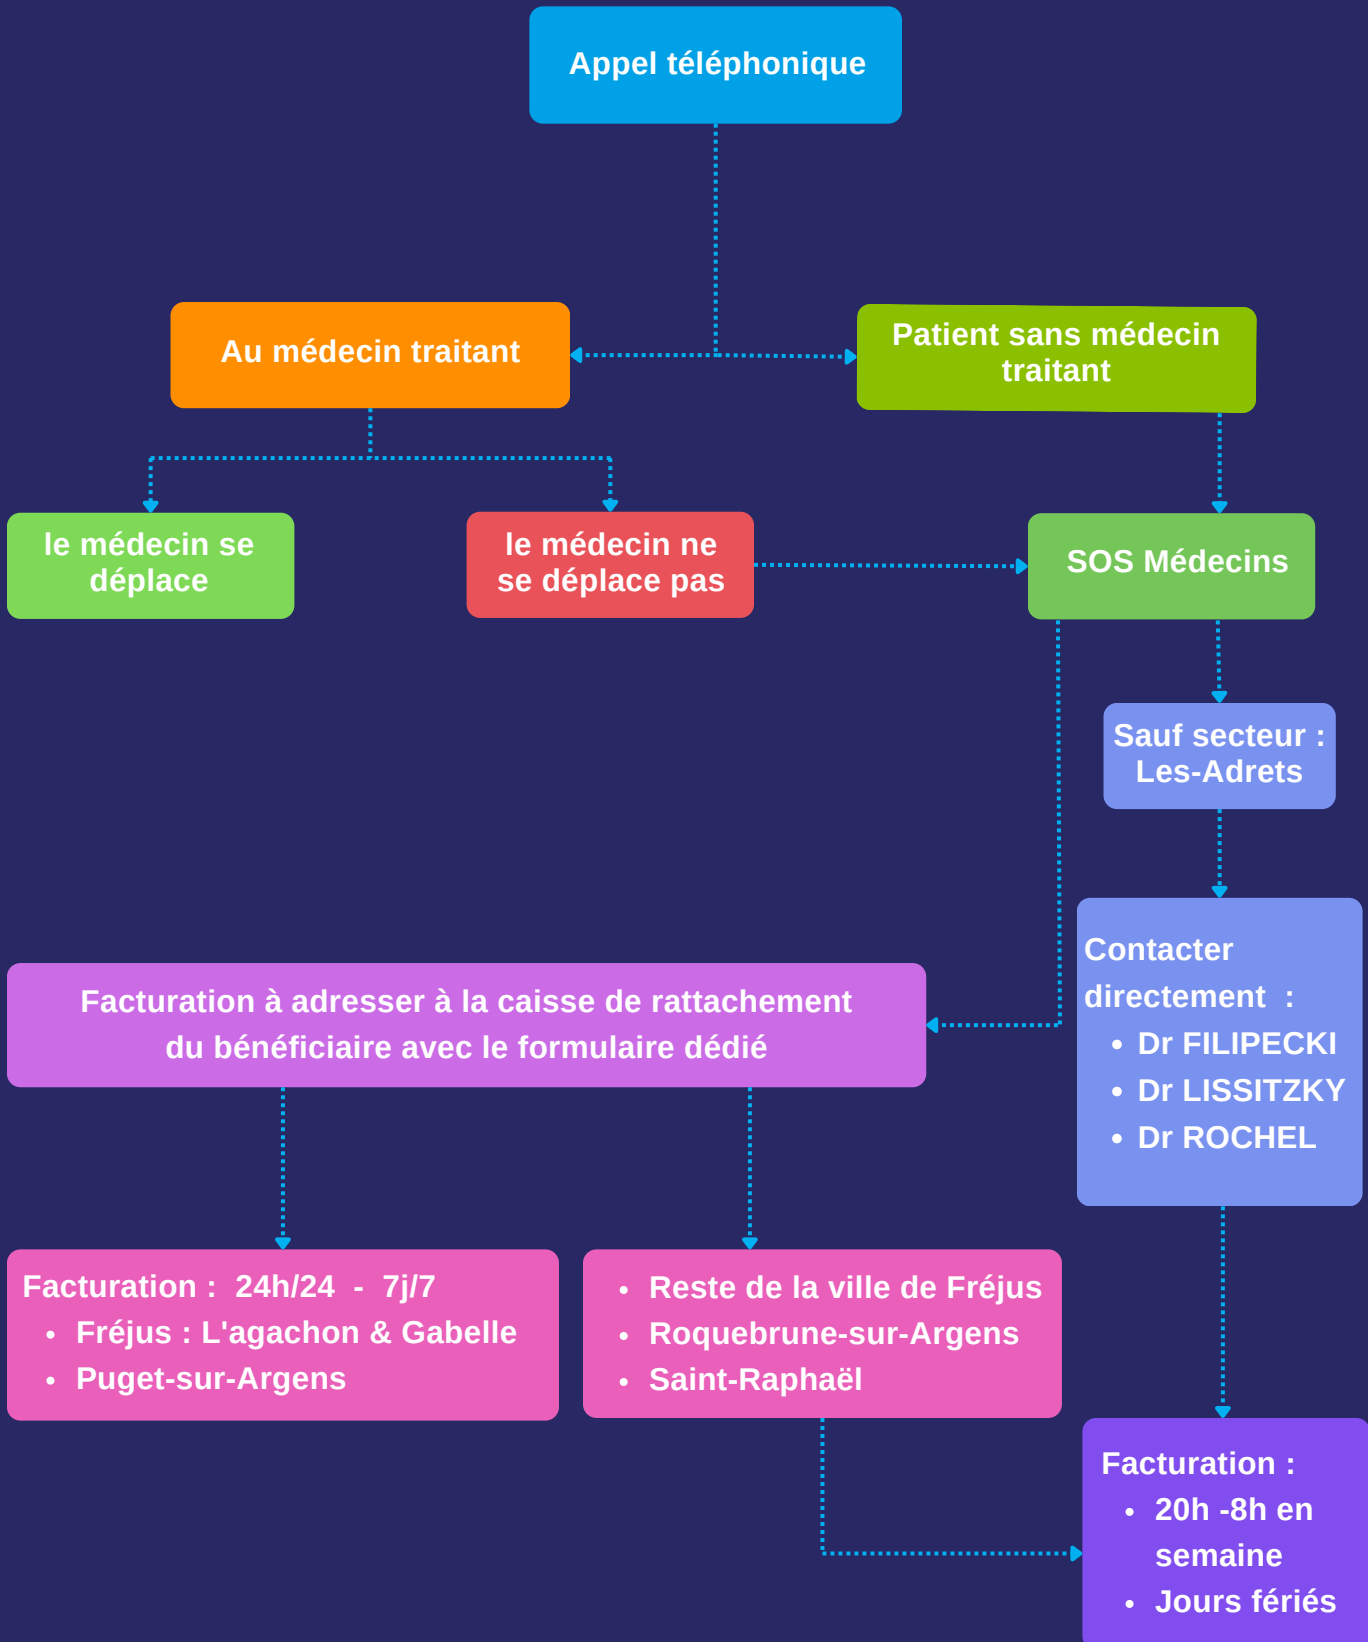 Appel téléphonique
Au médecin traitant
Patient sans médecin
traitant
le médecin se
déplace
le médecin ne
se déplace pas
SOS Médecins
Sauf secteur :
Les-Adrets
Contacter
directement  :
• Dr FILIPECKI
• Dr LISSITZKY
• Dr ROCHEL
Facturation à adresser à la caisse de rattachement
du bénéficiaire avec le formulaire dédié
Facturation :  24h/24  -  7j/7
• Fréjus : L'agachon & Gabelle
• Puget-sur-Argens
• Reste de la ville de Fréjus
• Roquebrune-sur-Argens
• Saint-Raphaël
Facturation :
• 20h -8h en
semaine
• Jours fériés